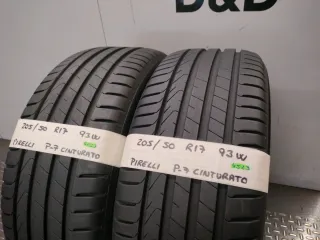 D&D
205/50 R17 93W
PIRELLI P-7 CINTURATO
205/50 R17 93W
PIRELLI P-7 CINTURATO